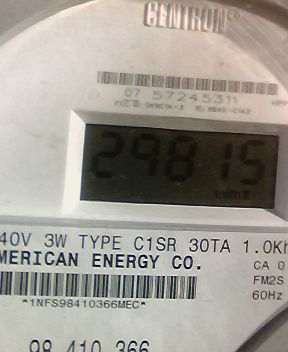 CENTRON®
07 57245311
29815
kWh
40V 3W TYPE C1SR 30TA 1.0Kh
MERICAN ENERGY CO.
CA 0
FM2S
60Hz
*1NFS98410366MEC*
98 410 366